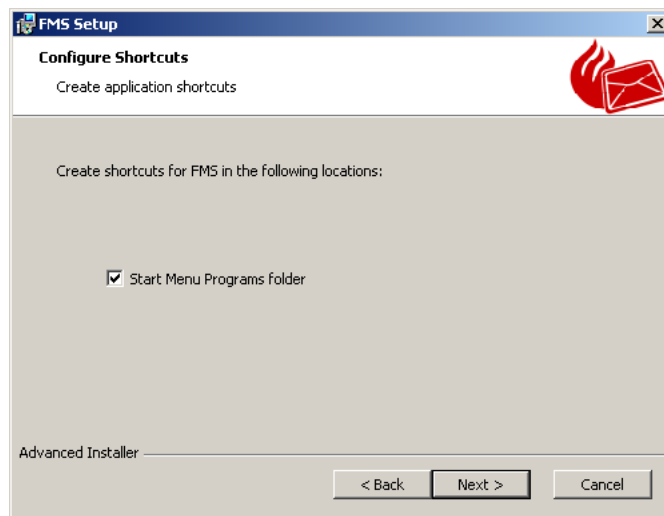 FMS Setup
Configure Shortcuts
Create application shortcuts
Create shortcuts for FMS in the following locations:
Start Menu Programs folder
Advanced Installer
< Back
Next >
Cancel